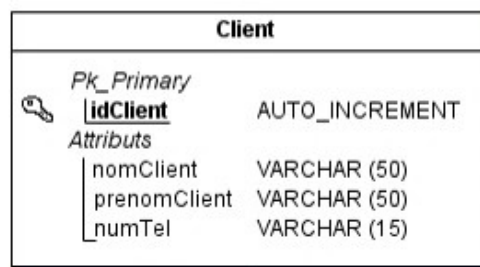 Client
Pk_Primary
idClient AUTO_INCREMENT
Attributs
nomClient VARCHAR (50)
prenomClient VARCHAR (50)
numTel VARCHAR (15)